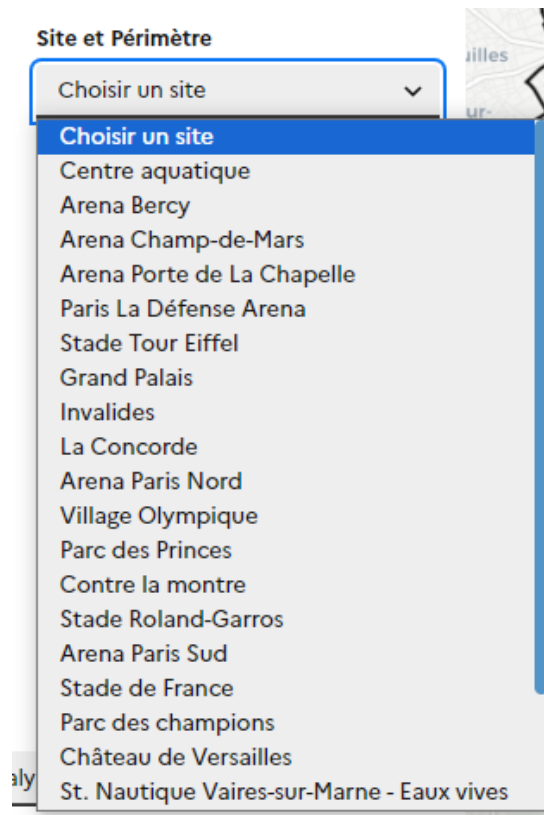 Site et Périmètre
Choisir un site
Choisir un site
Centre aquatique
Arena Bercy
Arena Champ-de-Mars
Arena Porte de La Chapelle
Paris La Défense Arena
Stade Tour Eiffel
Grand Palais
Invalides
La Concorde
Arena Paris Nord
Village Olympique
Parc des Princes
Contre la montre
Stade Roland-Garros
Arena Paris Sud
Stade de France
Parc des champions
Château de Versailles
St. Nautique Vaires-sur-Marne - Eaux vives